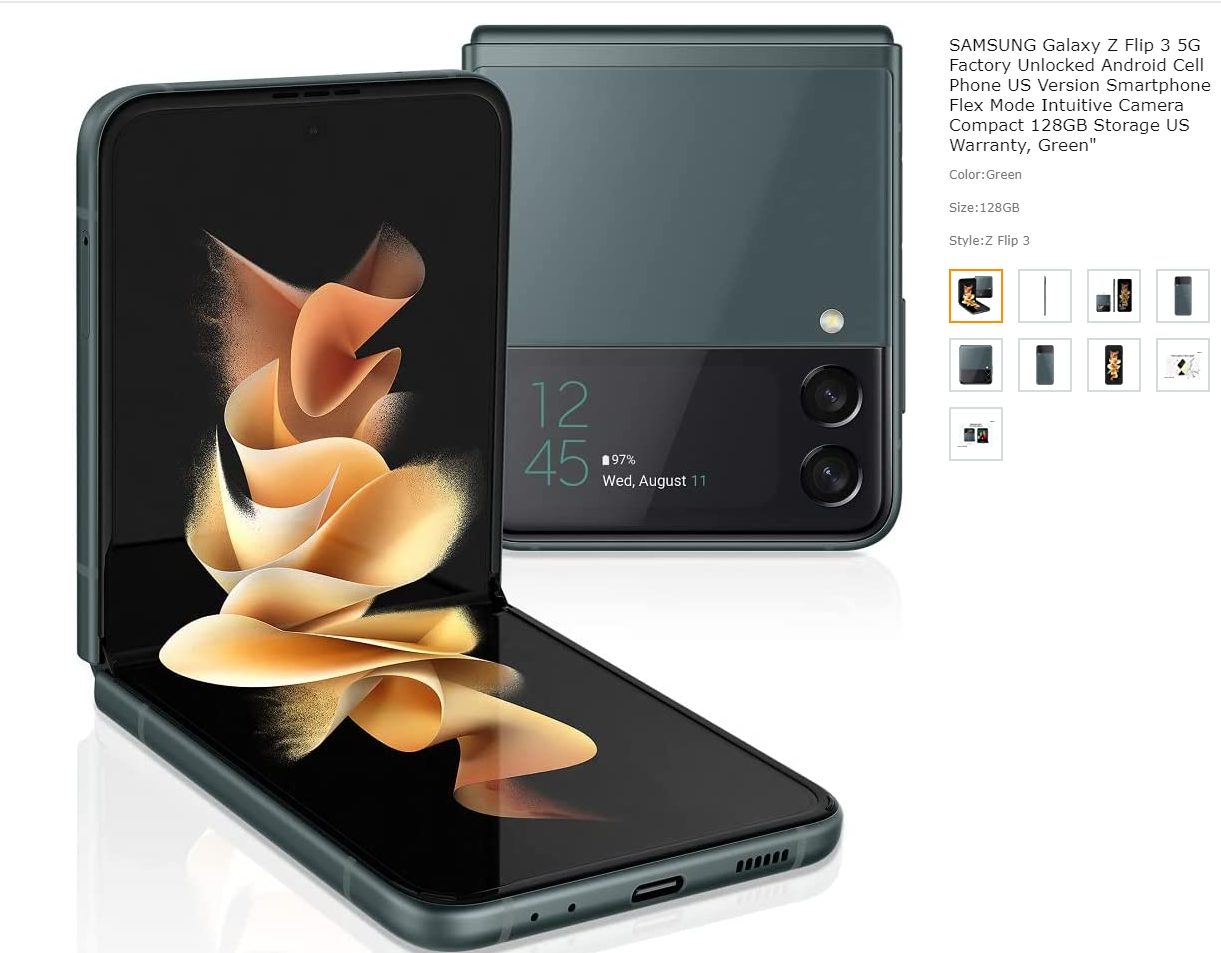 SAMSUNG Galaxy Z Flip 3 5G
Factory Unlocked Android Cell
Phone US Version Smartphone
Flex Mode Intuitive Camera
Compact 128GB Storage US
Warranty, Green"
Color:Green
Size:128GB
Style:Z Flip 3
12
45
97%
Wed, August 11